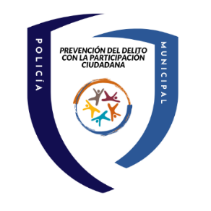 PREVENCIÓN DEL DELITO
CON LA PARTICIPACIÓN
CIUDADANA
POLICÍA
MUNICIPAL